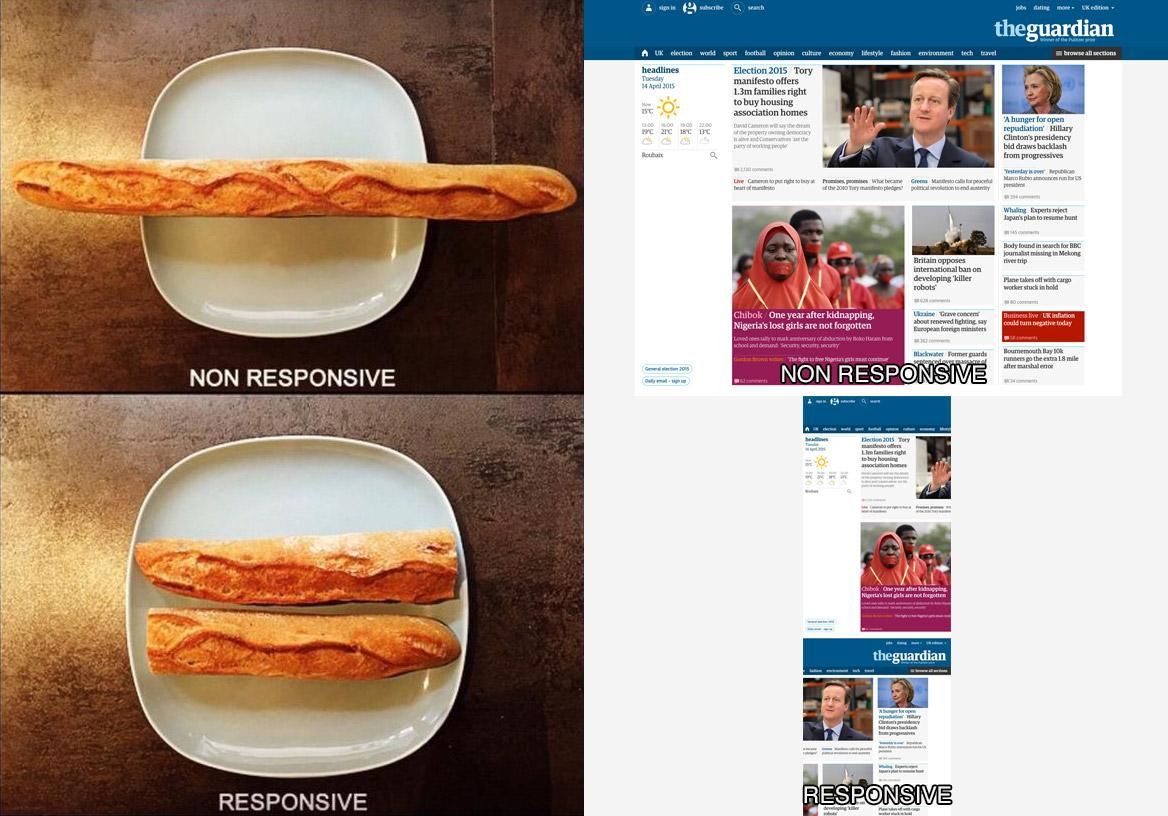 NON RESPONSIVE
RESPONSIVE
sign in subscribe search
jobs dating more UK edition
theguardian
Winner of the Pulitzer prize
UK election world sport football opinion culture economy lifestyle fashion environment tech travel
browse all sections
headlines
Tuesday
14 April 2015
Now
15°C
13:00 16:00 19:00 22:00
19°C 21°C 18°C 13°C
Roubaix
General election 2015
Daily email - sign up
Election 2015 / Tory
manifesto offers
1.3m families right
to buy housing
association homes
David Cameron will say the dream
of the property owning democracy
is alive and Conservatives 'are the
party of working people'
2,130 comments
Live / Cameron to put right to buy at
heart of manifesto
Promises, promises / What became
of the 2010 Tory manifesto pledges?
Greens / Manifesto calls for peaceful
political revolution to end austerity
Chibok / One year after kidnapping,
Nigeria's lost girls are not forgotten
Loved ones rally to mark anniversary of abduction by Boko Haram from
school and demand: 'Security, security, security'
Gordon Brown writes / 'The fight to free Nigeria's girls must continue'
62 comments
Britain opposes
international ban on
developing 'killer
robots'
628 comments
Ukraine / 'Grave concern'
about renewed fighting, say
European foreign ministers
362 comments
Blackwater / Former guards
sentenced over massacre of
'A hunger for open
repudiation' / Hillary
Clinton's presidency
bid draws backlash
from progressives
'Yesterday is over' / Republican
Marco Rubio announces run for US
president
394 comments
Whaling / Experts reject
Japan's plan to resume hunt
145 comments
Body found in search for BBC
journalist missing in Mekong
river trip
Plane takes off with cargo
worker stuck in hold
80 comments
Business live / UK inflation
could turn negative today
58 comments
Bournemouth Bay 10k
runners go the extra 1.8 mile
after marshal error
34 comments
NON RESPONSIVE
sign in subscribe search
UK election world sport football opinion culture economy lifestyle
headlines
Tuesday
14 April 2015
Now
15°C
19°C 21°C 18°C 13°C
Roubaix
Election 2015 / Tory
manifesto offers
1.3m families right
to buy housing
association homes
Live / Cameron to put right to buy at
heart of manifesto
Promises, promises
of the 2010 Tory manifesto
Chibok / One year after kidnapping,
Nigeria's lost girls are not forgotten
General election 2015
Daily email - sign up
jobs dating more UK edition
theguardian
fashion environment tech travel
browse all sections
'A hunger for open
repudiation' / Hillary
Clinton's presidency
bid draws backlash
from progressives
'Yesterday is over' / Republican
Marco Rubio announces run for US
president
Greens / Manifesto calls for peaceful
political revolution to end austerity
Whaling / Experts reject
Japan's plan to resume hunt
developing 'killer
robots'
Plane takes off with cargo
worker stuck in hold
RESPONSIVE